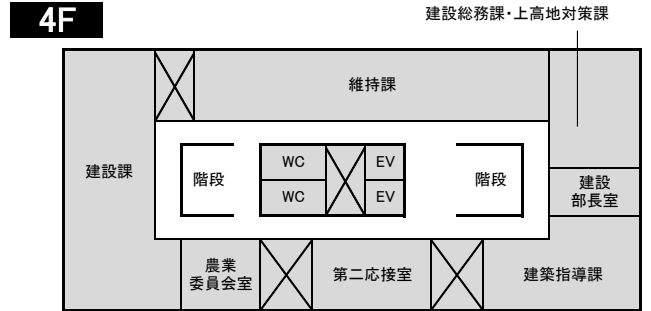 4F
建設総務課・上高地対策課
維持課
建設課
階段
WC
EV
WC
EV
階段
建設
部長室
農業
委員会室
第二応接室
建築指導課